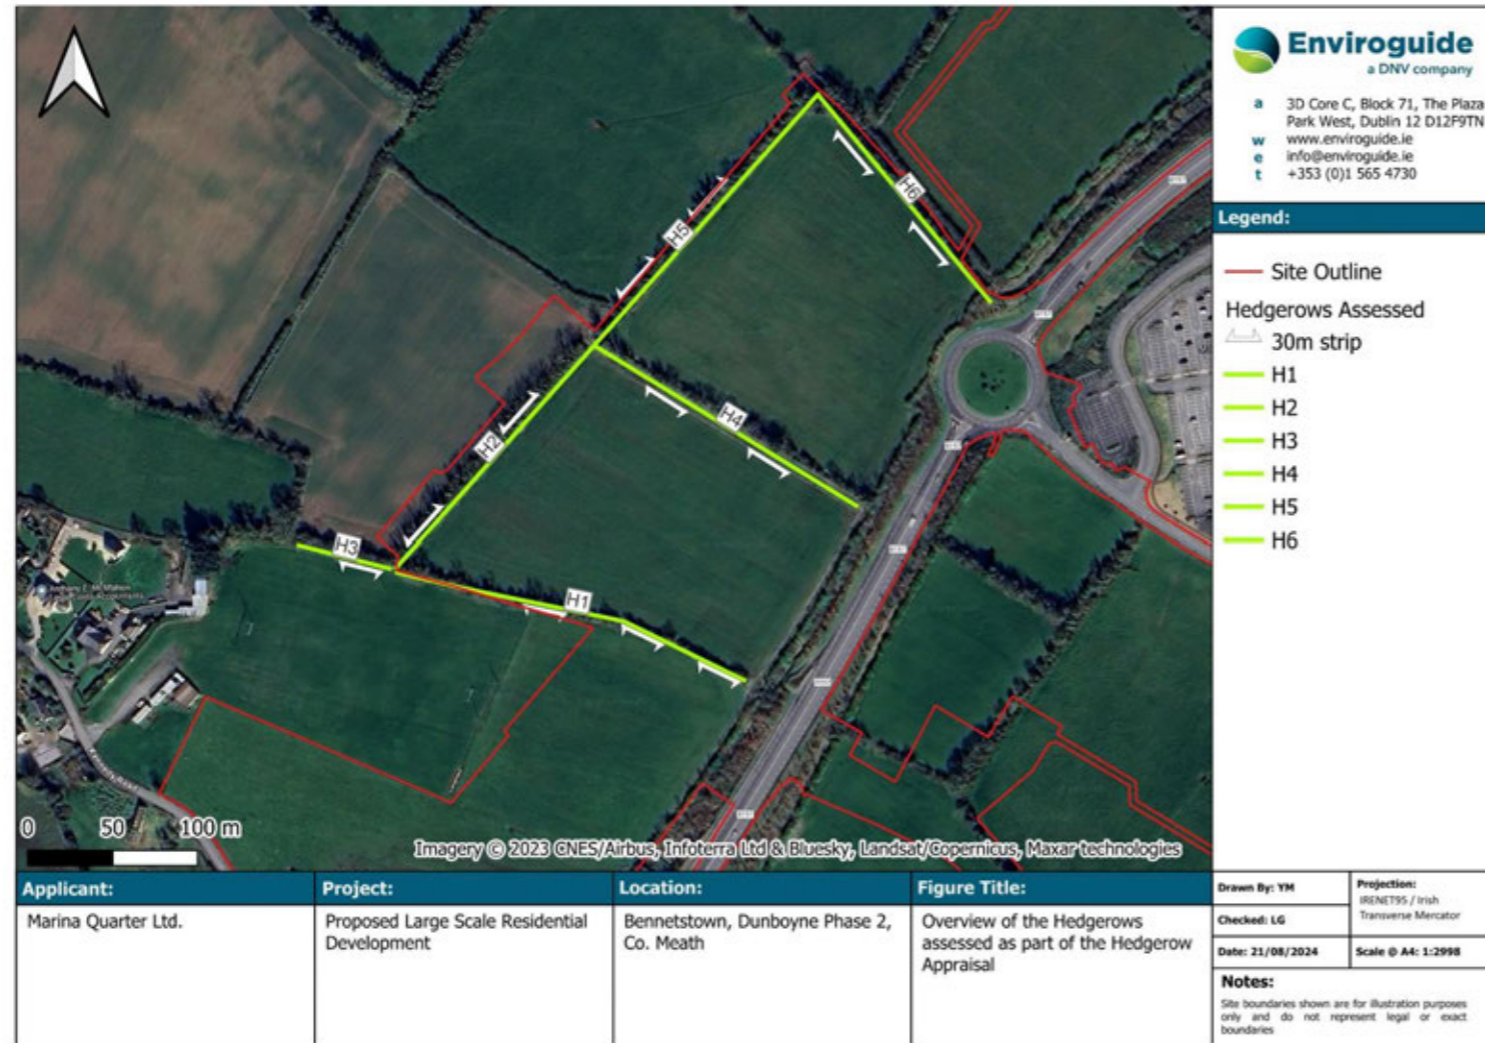 Enviroguide
a DNV company
a 3D Core C, Block 71, The Plaza
Park West, Dublin 12 D12F9TN
w www.enviroguide.ie
e info@enviroguide.ie
t +353 (0)1 565 4730
Legend:
Site Outline
Hedgerows Assessed
30m strip
H1
H2
H3
H4
H5
H6
H6
H5
H4
H2
H3
H1
0 50 100 m
Imagery © 2023 CNES/Airbus, Infoterra Ltd & Bluesky, Landsat/Copernicus, Maxar technologies
Applicant:
Marina Quarter Ltd.
Project:
Proposed Large Scale Residential
Development
Location:
Bennetstown, Dunboyne Phase 2,
Co. Meath
Figure Title:
Overview of the Hedgerows
assessed as part of the Hedgerow
Appraisal
Drawn By: YM
Checked: LG
Date: 21/08/2024
Projection:
IRENET95 / Irish
Transverse Mercator
Scale @ A4: 1:2998
Notes:
Site boundaries shown are for illustration purposes
only and do not represent legal or exact
boundaries